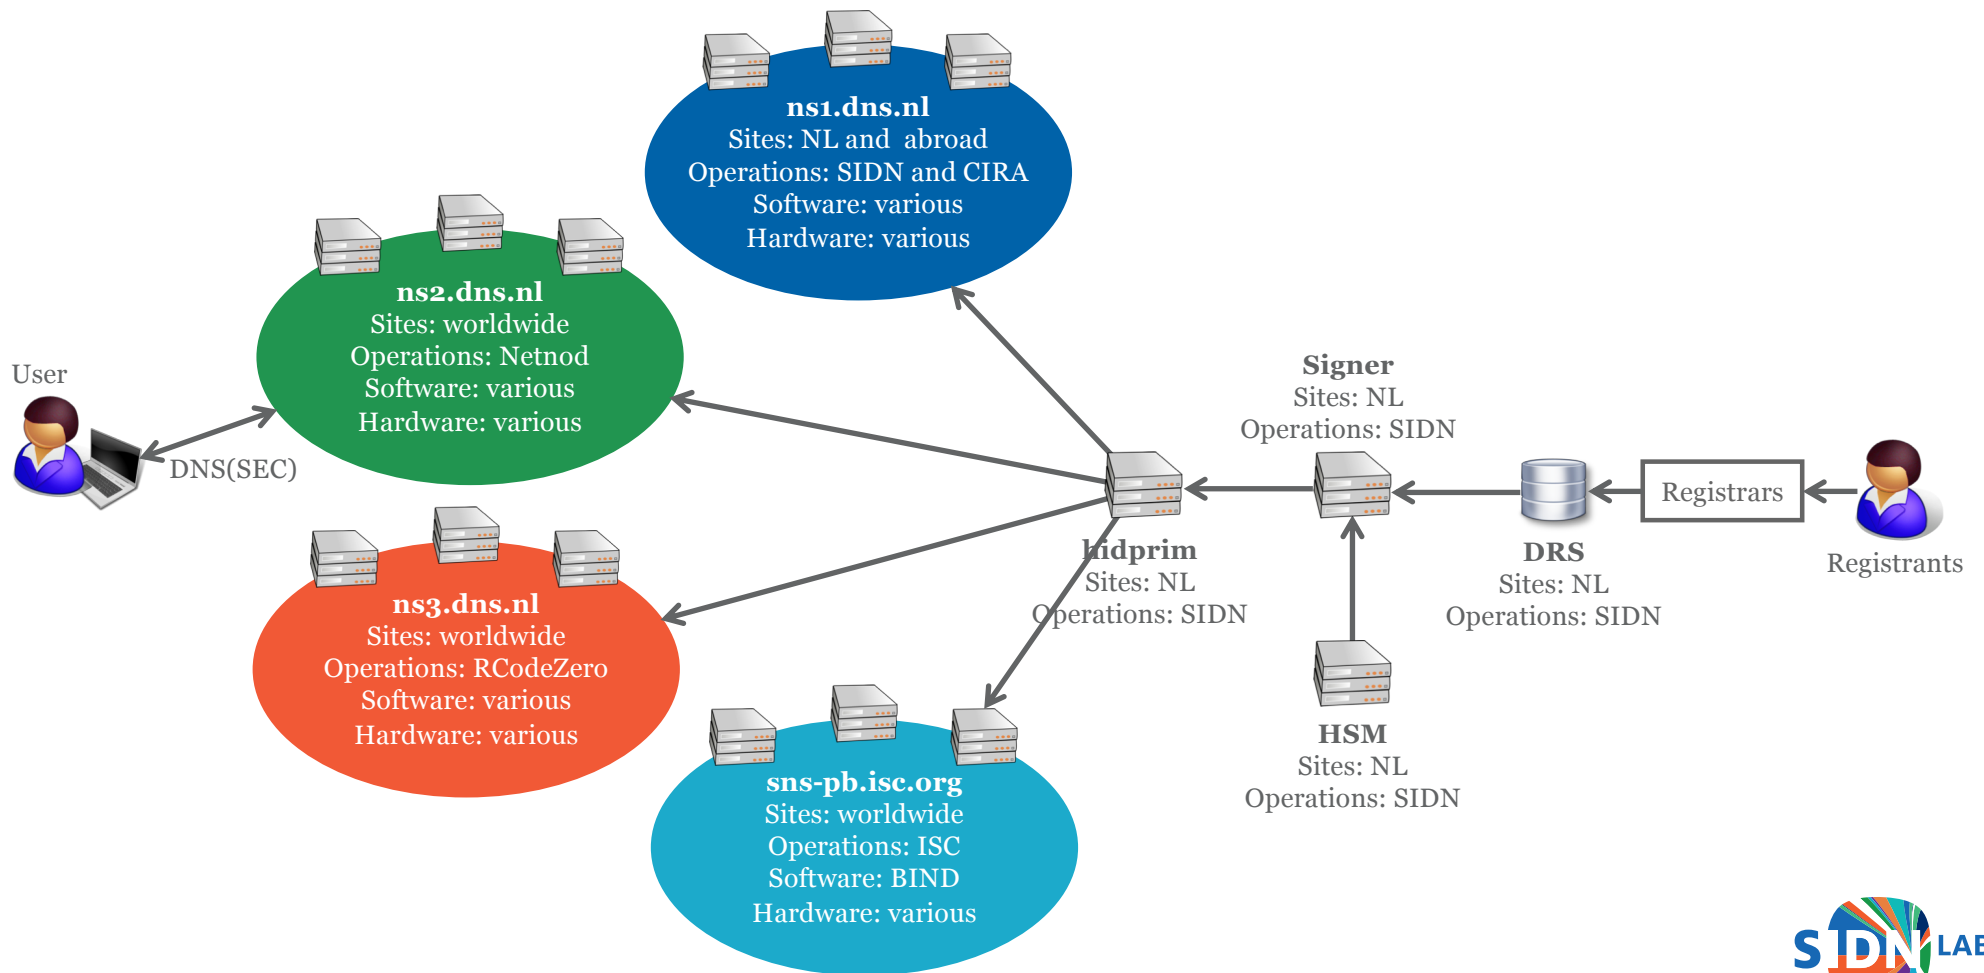 ns1.dns.nl
Sites: NL and  abroad
Operations: SIDN and CIRA
Software: various
Hardware: various
ns2.dns.nl
Sites: worldwide
Operations: Netnod
Software: various
Hardware: various
User
DNS(SEC)
ns3.dns.nl
Sites: worldwide
Operations: RCodeZero
Software: various
Hardware: various
sns-pb.isc.org
Sites: worldwide
Operations: ISC
Software: BIND
Hardware: various
hidprim
Sites: NL
Operations: SIDN
Signer
Sites: NL
Operations: SIDN
HSM
Sites: NL
Operations: SIDN
DRS
Sites: NL
Operations: SIDN
Registrars
Registrants
SIDN LAB